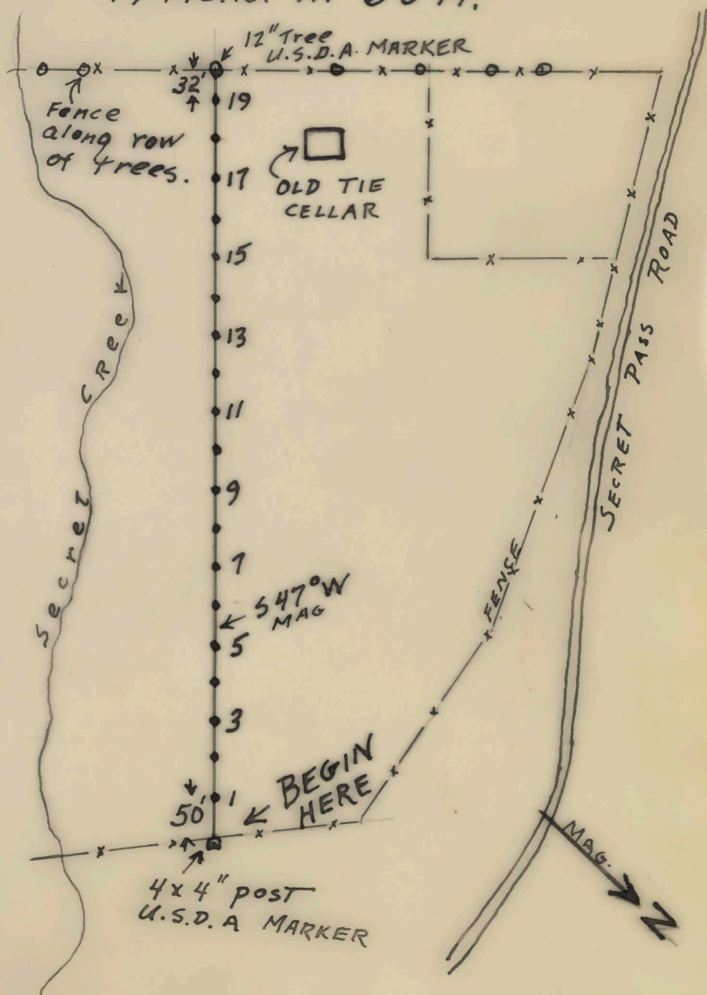 12" Tree
U.S.D.A. MARKER
32'
19
Fence
along row
of trees.
OLD TIE
CELLAR
17
15
13
11
9
7
S47°W
MAG
5
3
1
50'
BEGIN
HERE
4x4" post
U.S.D.A MARKER
Secret Creek
FENCE
SECRET PASS ROAD
MAG.
N